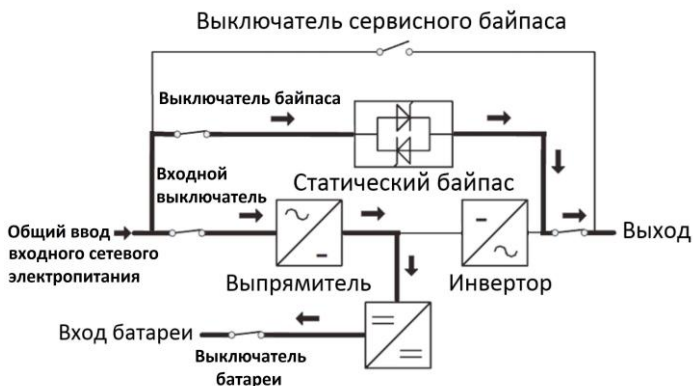 Выключатель сервисного байпаса
Выключатель байпаса
Входной
выключатель
Статический байпас
Общий ввод
входного сетевого
электропитания
Выход
Выпрямитель
Инвертор
Вход батареи
Выключатель
батареи